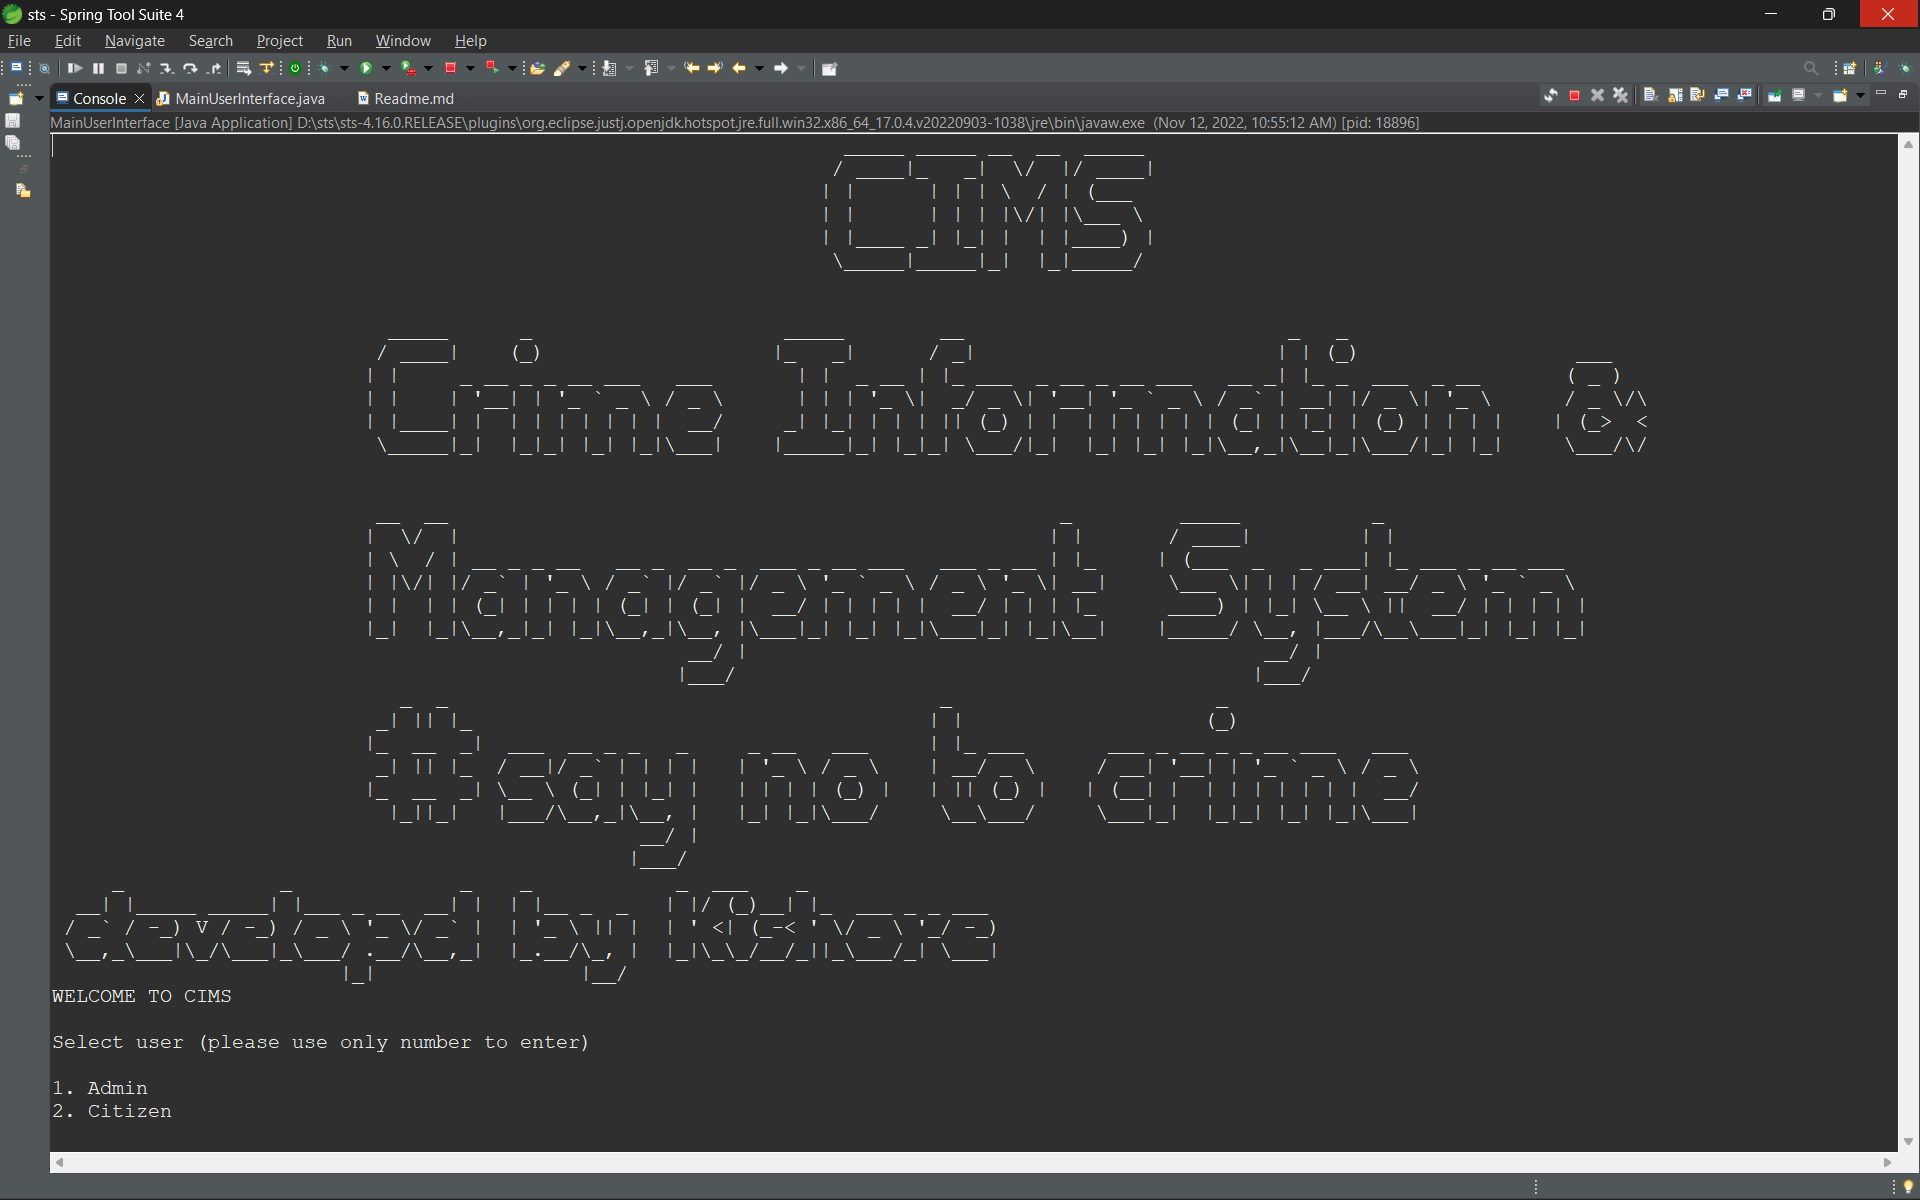 sts - Spring Tool Suite 4
File Edit Navigate Search Project Run Window Help
Console MainUserInterface.java Readme.md
MainUserInterface [Java Application] D:\sts\sts-4.16.0.RELEASE\plugins\org.eclipse.justj.openjdk.hotspot.jre.full.win32.x86_64_17.0.4.v20220903-1038\jre\bin\javaw.exe (Nov 12, 2022, 10:55:12 AM) [pid: 18896]
CIMS
Crime Information &
Management System
#say no to crime
developd by Kishore
WELCOME TO CIMS
Select user (please use only number to enter)
1. Admin
2. Citizen